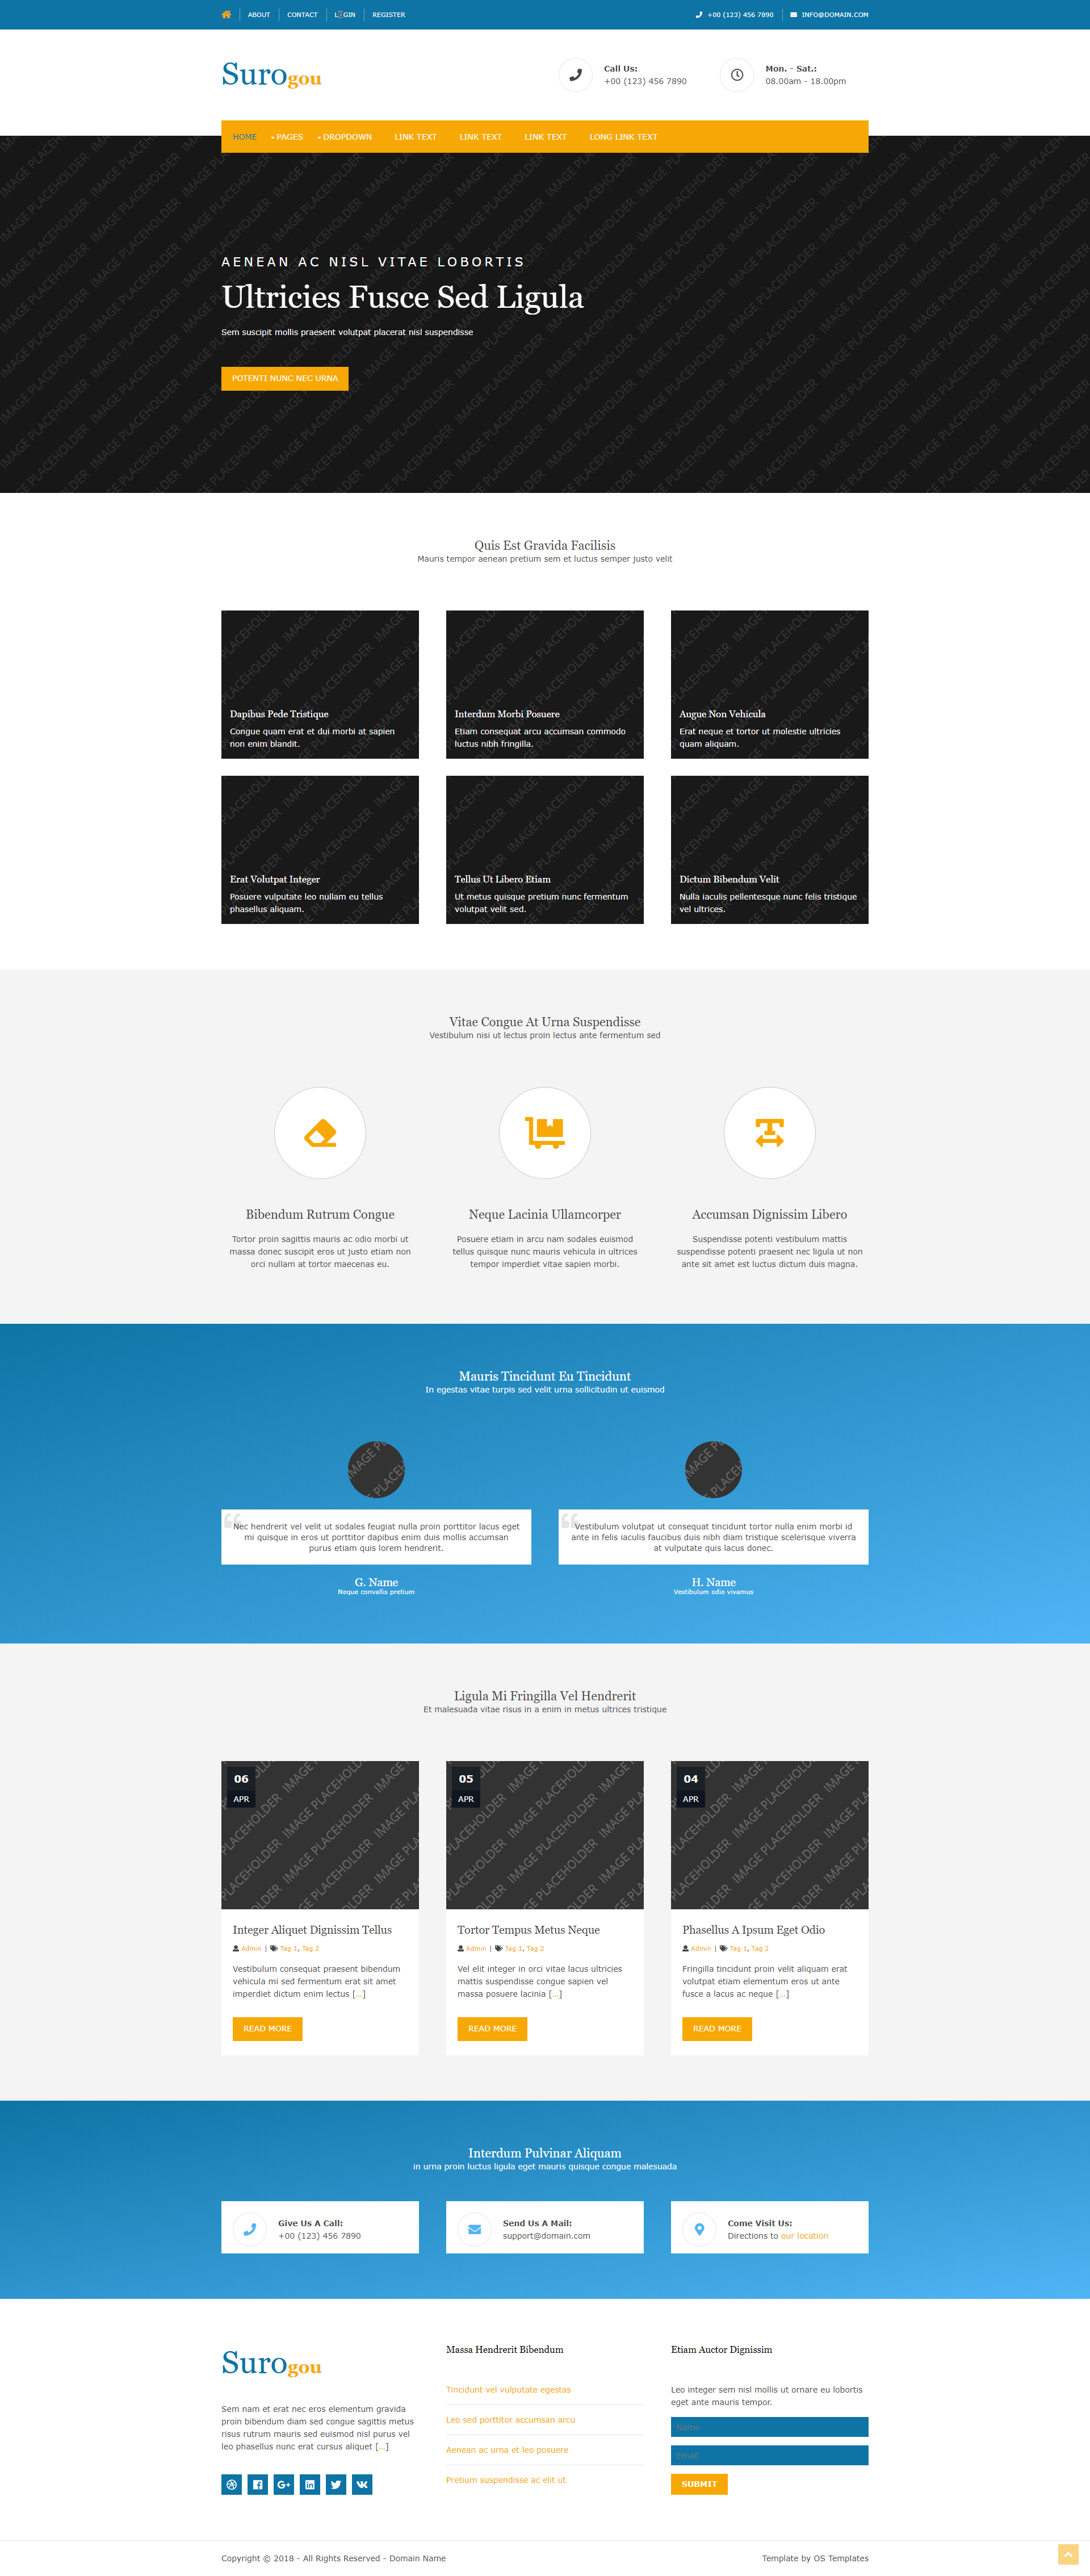 ABOUT
CONTACT
LOGIN
REGISTER
+00 (123) 456 7890
INFO@DOMAIN.COM
Surogou
Call Us:
+00 (123) 456 7890
Mon. - Sat.:
08.00am - 18.00pm
HOME
PAGES
DROPDOWN
LINK TEXT
LINK TEXT
LINK TEXT
LONG LINK TEXT
AENEAN AC NISL VITAE LOBORTIS
Ultricies Fusce Sed Ligula
Sem suscipit mollis praesent volutpat placerat nisl suspendisse
POTENTI NUNC NEC URNA
IMAGE PLACEHOLDER
Quis Est Gravida Facilisis
Mauris tempor aenean pretium sem et luctus semper justo velit
Dapibus Pede Tristique
Congue quam erat et dui morbi at sapien
non enim blandit.
Interdum Morbi Posuere
Etiam consequat arcu accumsan commodo
luctus nibh fringilla.
Augue Non Vehicula
Erat neque et tortor ut molestie ultricies
quam aliquam.
Erat Volutpat Integer
Posuere vulputate leo nullam eu tellus
phasellus aliquam.
Tellus Ut Libero Etiam
Ut metus quisque pretium nunc fermentum
volutpat velit sed.
Dictum Bibendum Velit
Nulla iaculis pellentesque nunc felis tristique
vel ultrices.
Vitae Congue At Urna Suspendisse
Vestibulum nisi ut lectus proin lectus ante fermentum sed
Bibendum Rutrum Congue
Tortor proin sagittis mauris ac odio morbi ut
massa donec suscipit eros ut justo etiam non
orci nullam at tortor maecenas eu.
Neque Lacinia Ullamcorper
Posuere etiam in arcu nam sodales euismod
tellus quisque nunc mauris vehicula in ultrices
tempor imperdiet vitae sapien morbi.
Accumsan Dignissim Libero
Suspendisse potenti vestibulum mattis
suspendisse potenti praesent nec ligula ut non
ante sit amet est luctus dictum duis magna.
Mauris Tincidunt Eu Tincidunt
In egestas vitae turpis sed velit urna sollicitudin ut euismod
Nec hendrerit vel velit ut sodales feugiat nulla proin porttitor lacus eget
mi quisque in eros ut porttitor dapibus enim duis mollis accumsan
purus etiam quis lorem hendrerit.
G. Name
Neque convallis pretium
Vestibulum volutpat ut consequat tincidunt tortor nulla enim morbi id
ante in felis iaculis faucibus duis nibh diam tristique scelerisque viverra
at vulputate quis lacus donec.
H. Name
Vestibulum odio vivamus
Ligula Mi Fringilla Vel Hendrerit
Et malesuada vitae risus in a enim in metus ultrices tristique
06
APR
Integer Aliquet Dignissim Tellus
Admin | Tag 1, Tag 2
Vestibulum consequat praesent bibendum
vehicula mi sed fermentum erat sit amet
imperdiet dictum enim lectus […]
READ MORE
05
APR
Tortor Tempus Metus Neque
Admin | Tag 1, Tag 2
Vel elit integer in orci vitae lacus ultricies
mattis suspendisse congue sapien vel
massa posuere lacinia […]
READ MORE
04
APR
Phasellus A Ipsum Eget Odio
Admin | Tag 1, Tag 2
Fringilla tincidunt proin velit aliquam erat
volutpat etiam elementum eros ut ante
fusce a lacus ac neque […]
READ MORE
Interdum Pulvinar Aliquam
in urna proin luctus ligula eget mauris quisque congue malesuada
Give Us A Call:
+00 (123) 456 7890
Send Us A Mail:
support@domain.com
Come Visit Us:
Directions to our location
Surogou
Sem nam et erat nec eros elementum gravida
proin bibendum diam sed congue sagittis metus
risus rutrum mauris sed euismod nisl purus vel
leo phasellus nunc erat cursus aliquet […]
Massa Hendrerit Bibendum
Tincidunt vel vulputate egestas
Leo sed porttitor accumsan arcu
Aenean ac urna et leo posuere
Pretium suspendisse ac elit ut
Etiam Auctor Dignissim
Leo integer sem nisl mollis ut ornare eu lobortis
eget ante mauris tempor.
Name
Email
SUBMIT
Copyright © 2018 - All Rights Reserved - Domain Name
Template by OS Templates